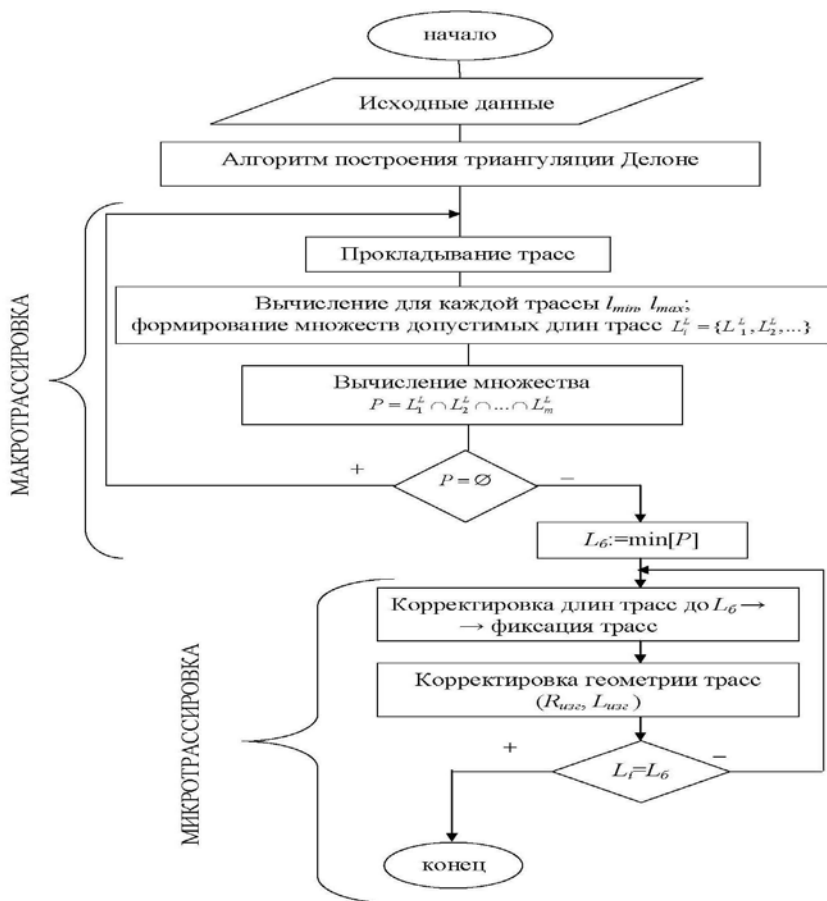 начало
Исходные данные
Алгоритм построения триангуляции Делоне
МАКРОТРАССИРОВКА
Прокладывание трасс
Вычисление для каждой трассы l_min, l_max;
формирование множеств допустимых длин трасс L_i^L = {L_1^L, L_2^L, ...}
Вычисление множества
P = L_1^L ∩ L_2^L ∩ ... ∩ L_m^L
+
P = ∅
−
L_б:=min[P]
МИКРОТРАССИРОВКА
Корректировка длин трасс до L_б →
→ фиксация трасс
Корректировка геометрии трасс
(R_изг, L_изг )
+
L_i=L_б
−
конец